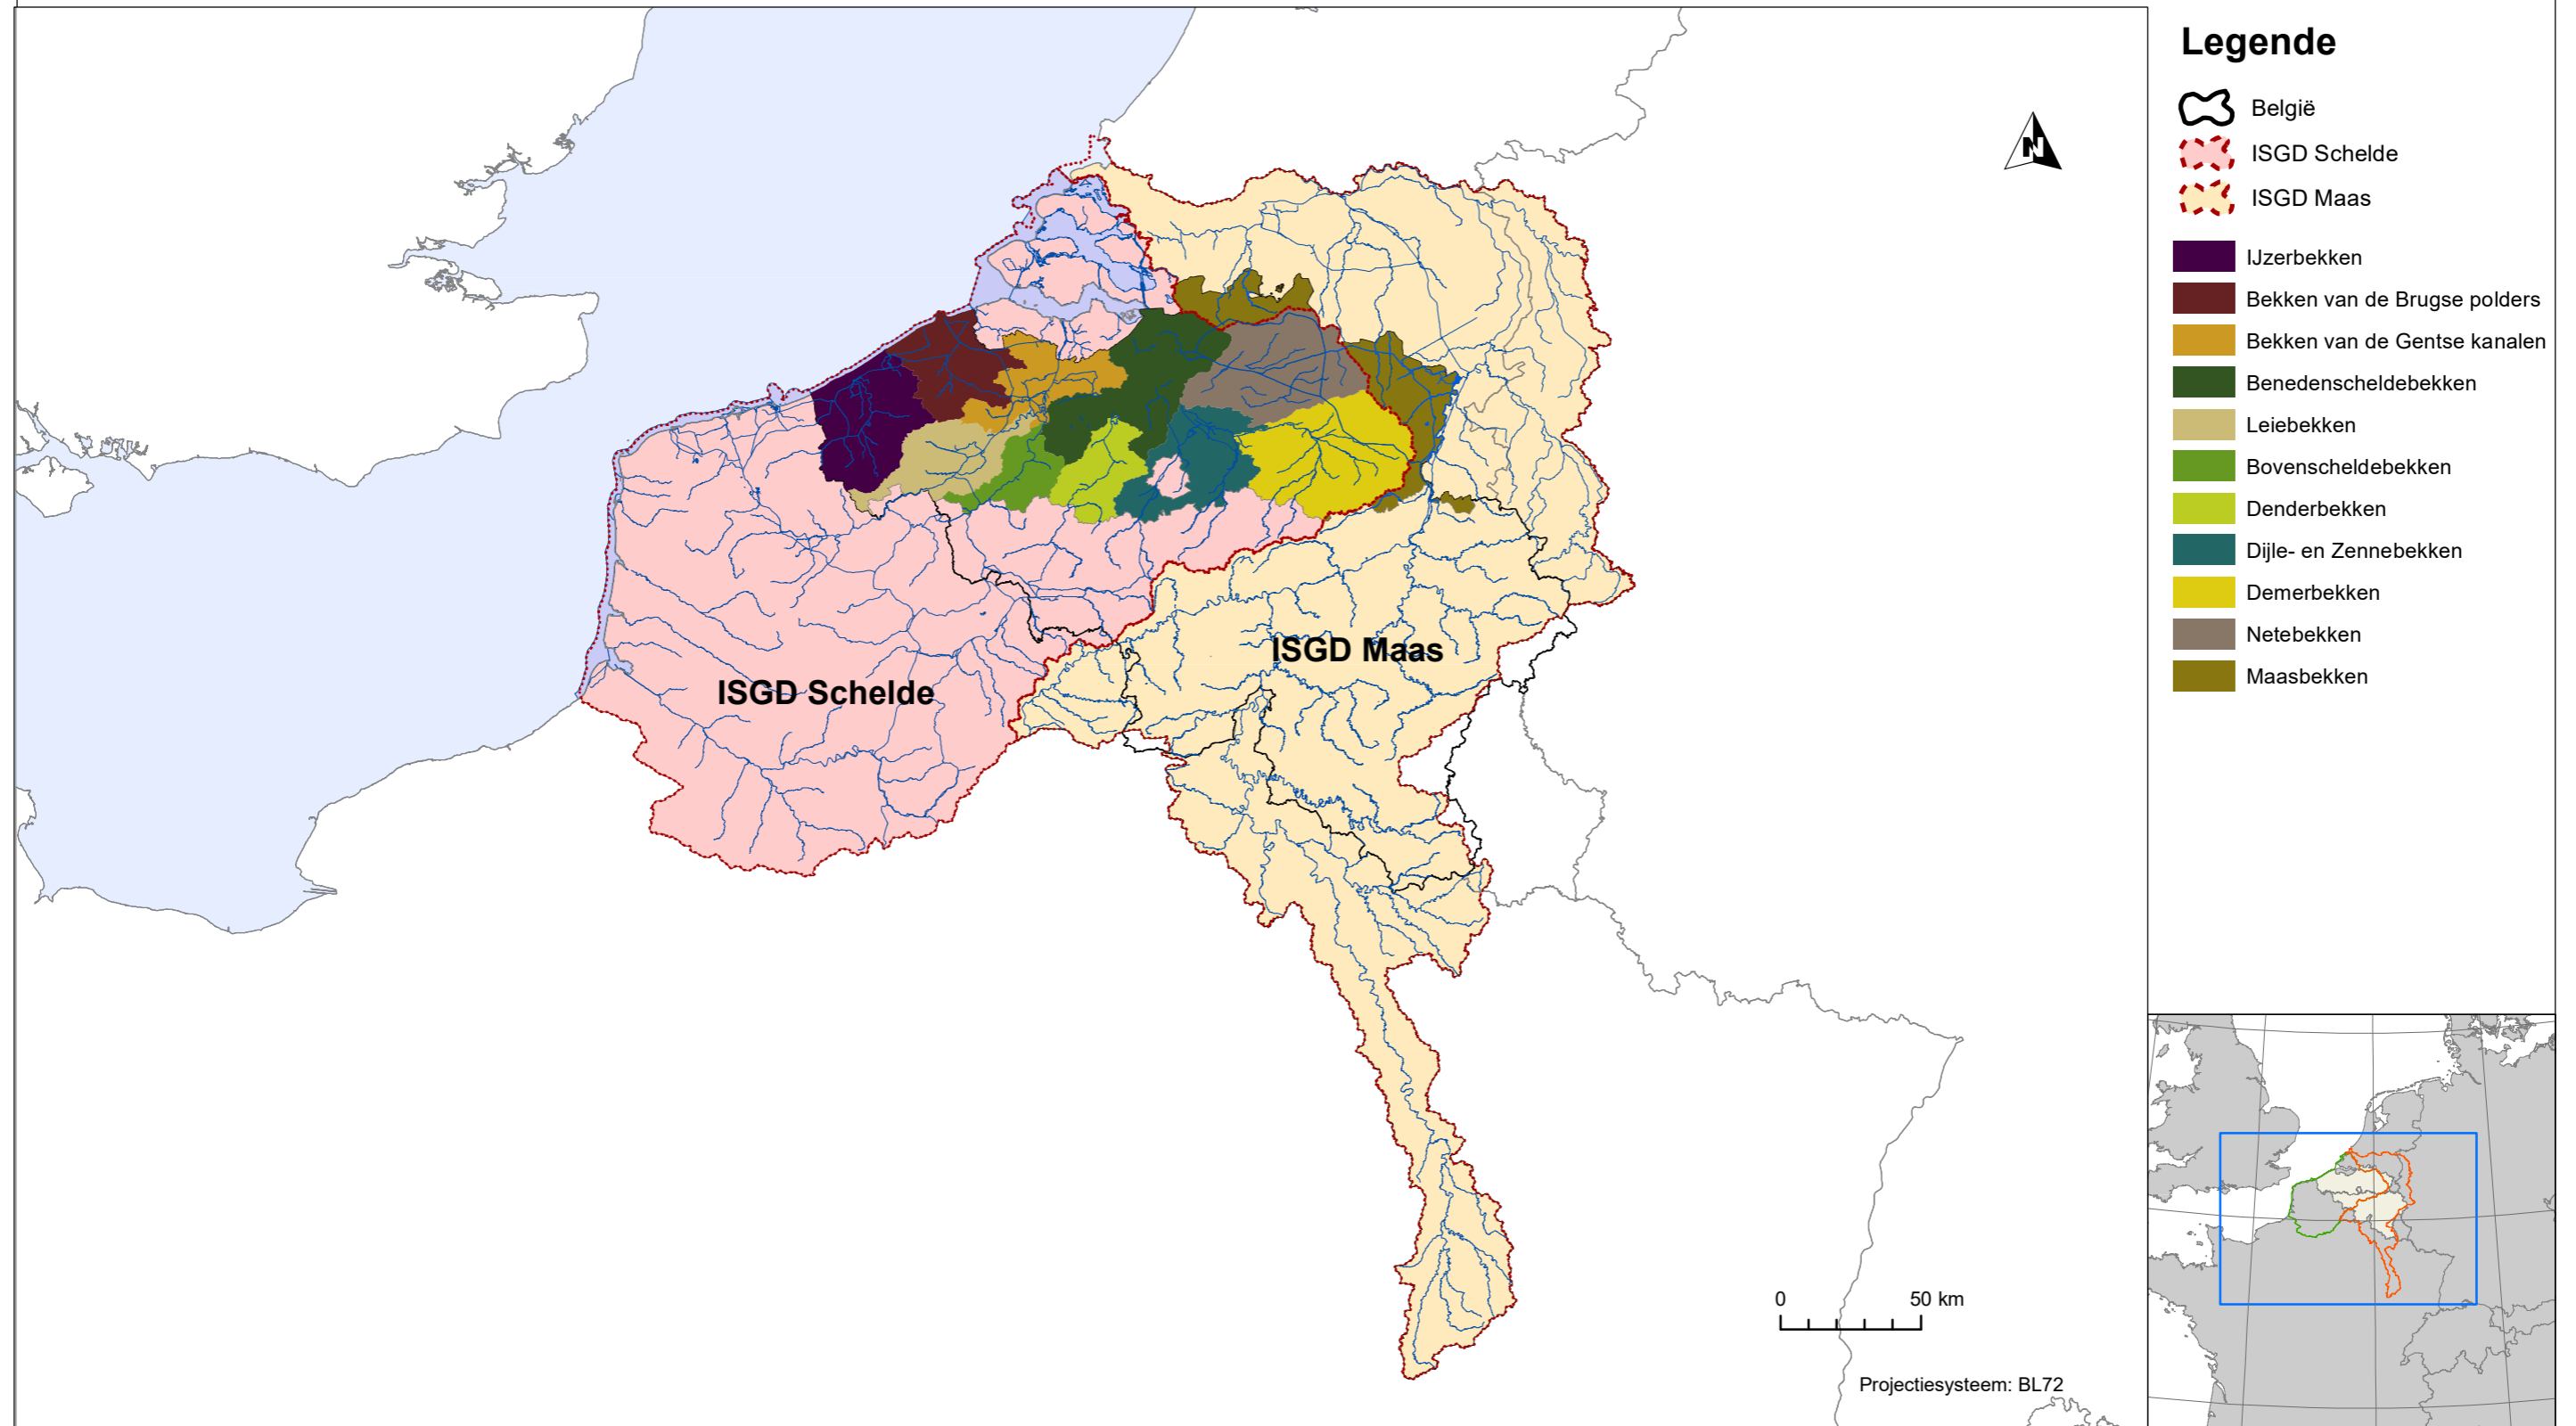 Legende
België
ISGD Schelde
ISGD Maas
IJzerbekken
Bekken van de Brugse polders
Bekken van de Gentse kanalen
Benedenscheldebekken
Leiebekken
Bovenscheldebekken
Denderbekken
Dijle- en Zennebekken
Demerbekken
Netebekken
Maasbekken
N
ISGD Maas
ISGD Schelde
0 50 km
Projectiesysteem: BL72